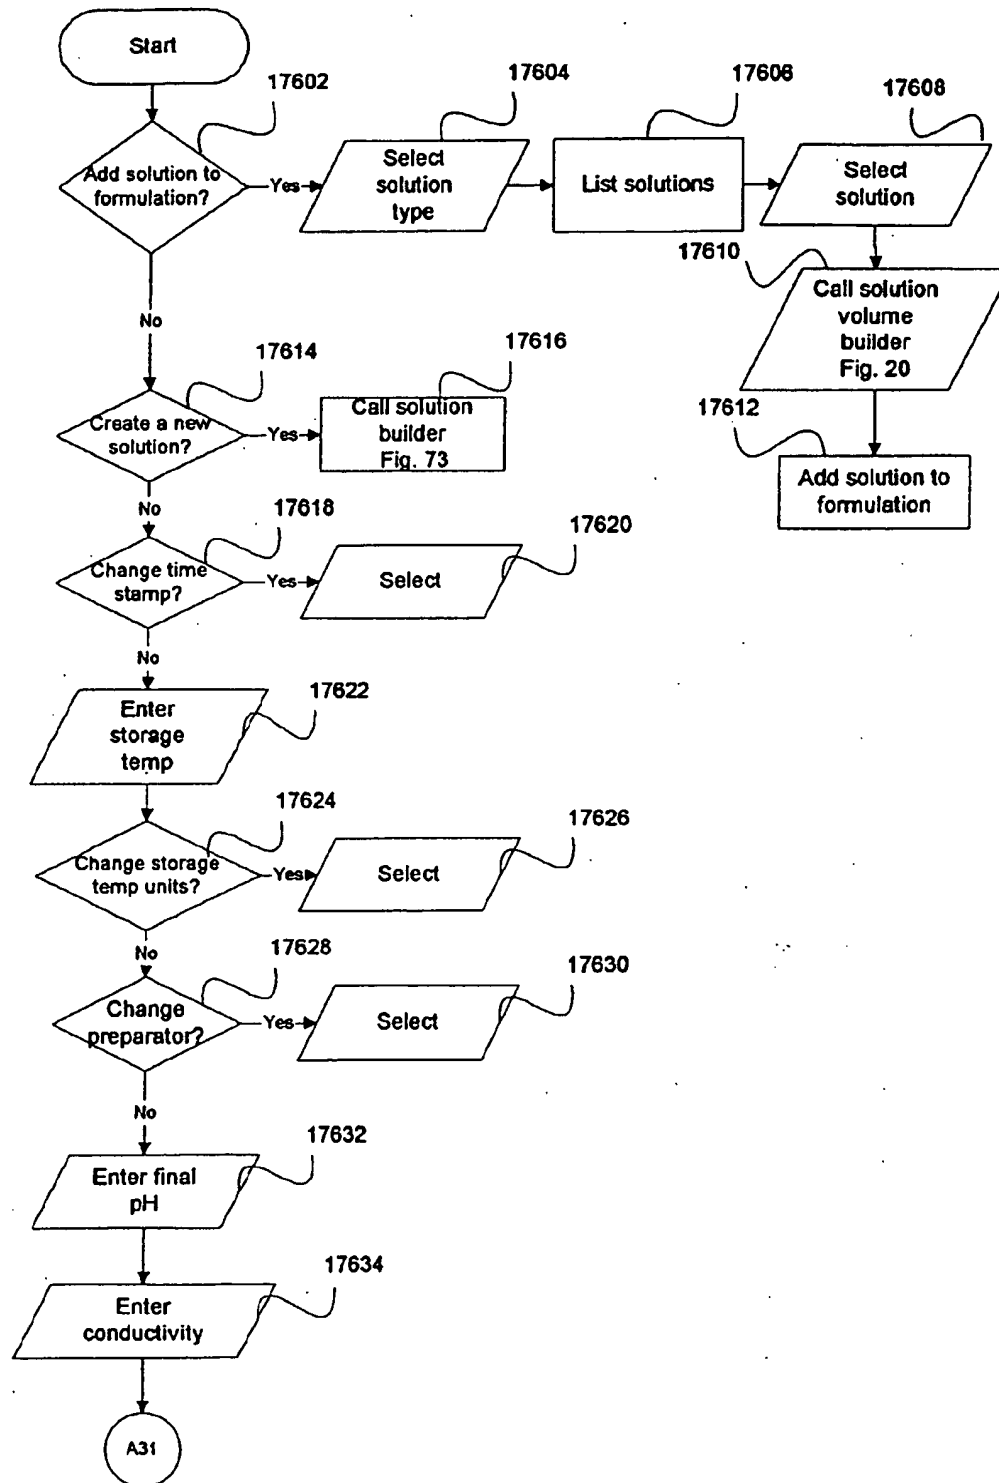 Start
17602
17604
17606
17608
Add solution to
formulation?
Yes
Select
solution
type
List solutions
Select
solution
17610
Call solution
volume
builder
Fig. 20
No
17614
17616
17612
Create a new
solution?
Yes
Call solution
builder
Fig. 73
Add solution to
formulation
No
17618
17620
Change time
stamp?
Yes
Select
No
17622
Enter
storage
temp
17624
17626
Change storage
temp units?
Yes
Select
No
17628
17630
Change
preparator?
Yes
Select
No
17632
Enter final
pH
17634
Enter
conductivity
A31